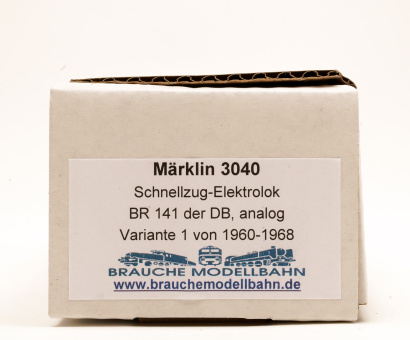 Märklin 3040
Schnellzug-Elektrolok
BR 141 der DB, analog
Variante 1 von 1960-1968
BRAUCHE MODELLBAHN
www.brauchemodellbahn.de